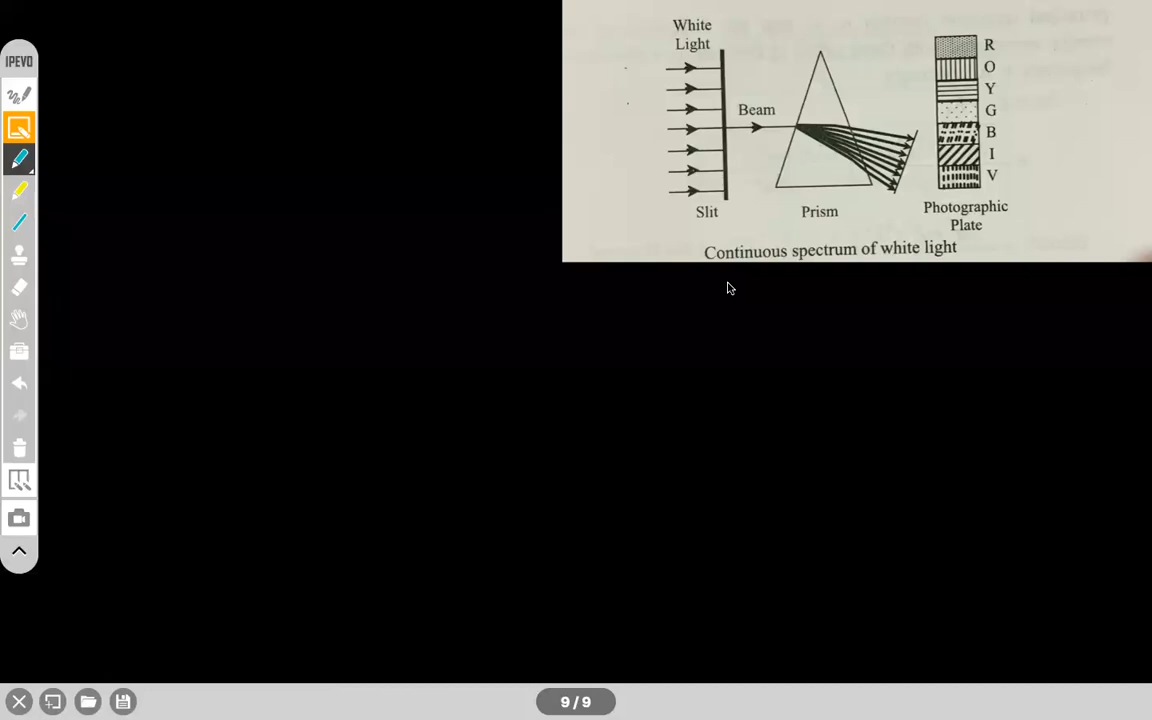 IPEVO
White
Light
Beam
Slit
Prism
R
O
Y
G
B
I
V
Photographic
Plate
Continuous spectrum of white light
9 / 9